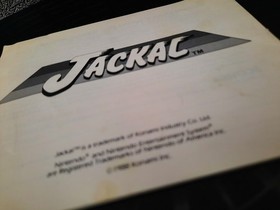 JACKAL™
Jackal™ is a trademark of Konami Industry Co. Ltd.
Nintendo® and Nintendo Entertainment System®
are Registered Trademarks of Nintendo of America Inc.
© 1988 Konami Inc.